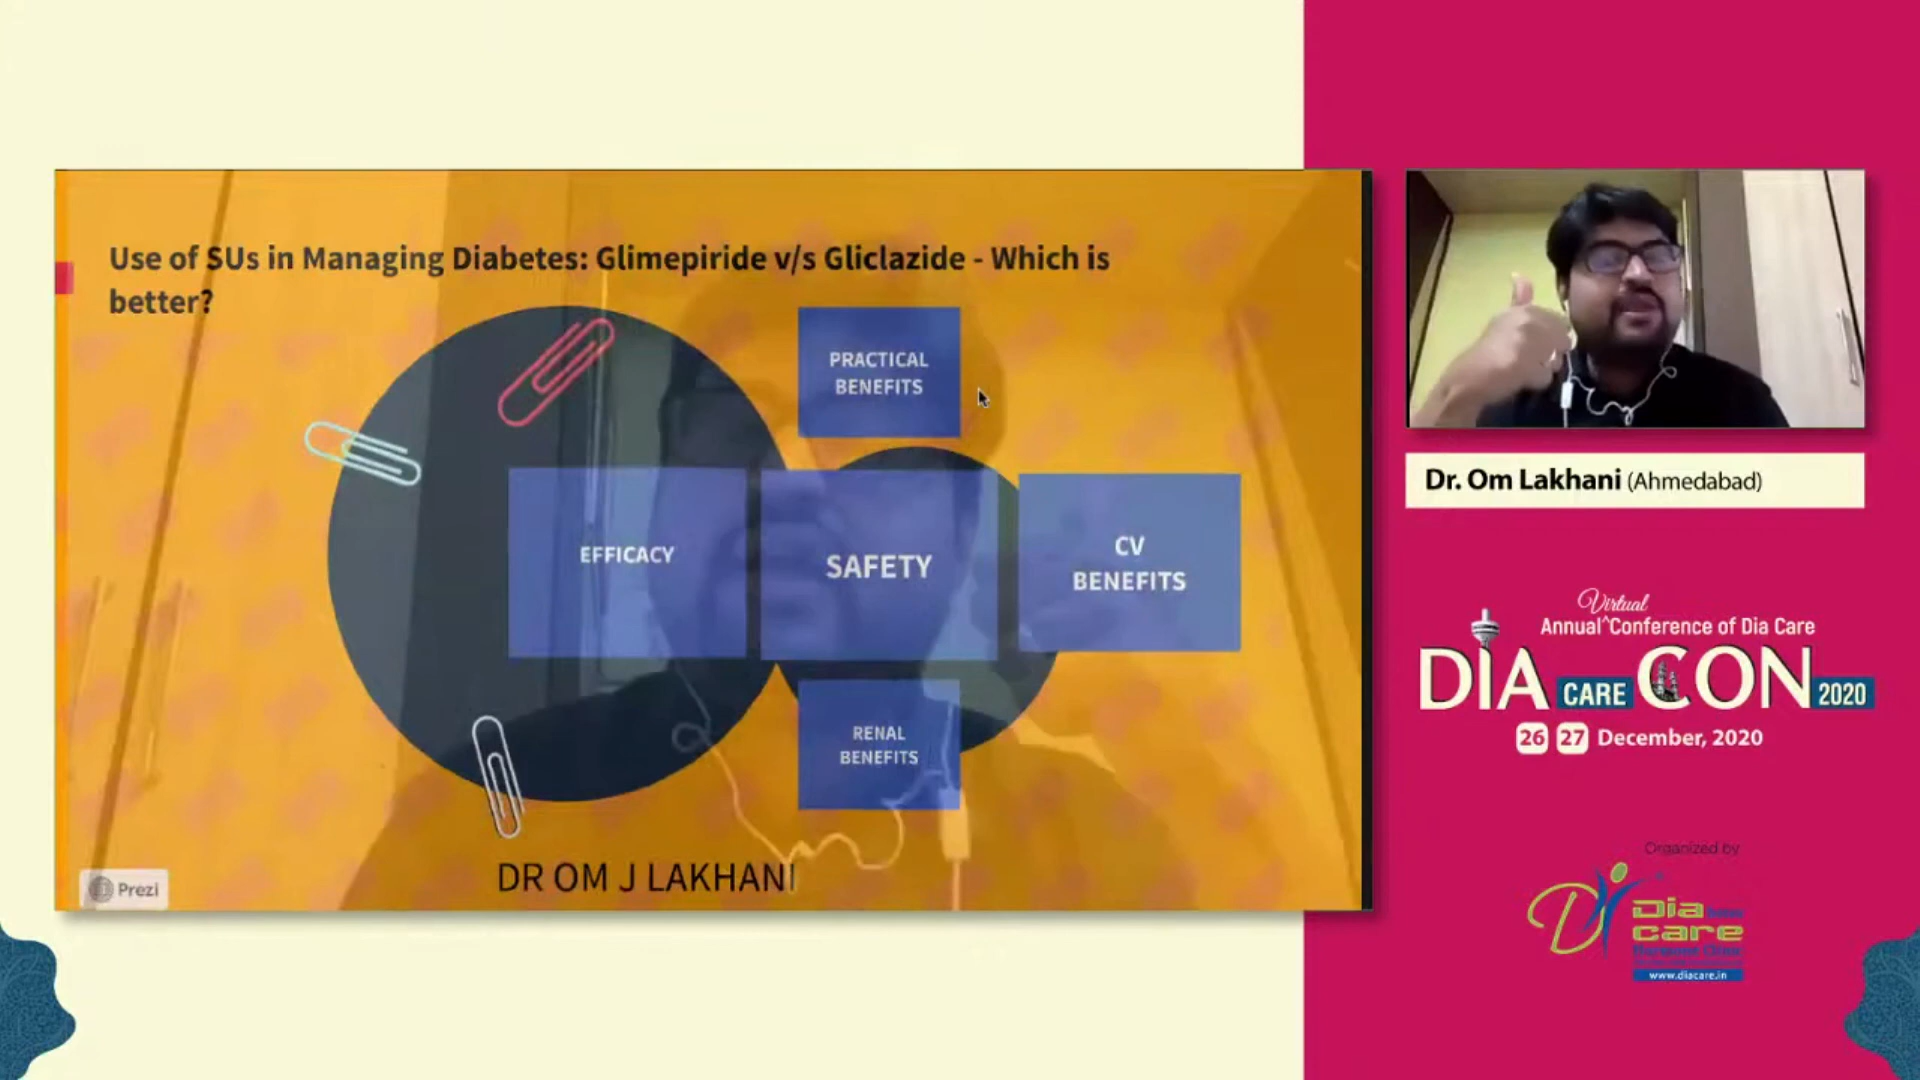 Use of SUs in Managing Diabetes: Glimepiride v/s Gliclazide - Which is
better?
PRACTICAL
BENEFITS
EFFICACY
SAFETY
CV
BENEFITS
RENAL
BENEFITS
DR OM J LAKHANI
Prezi
Dr. Om Lakhani (Ahmedabad)
Virtual
Annual^Conference of Dia Care
DIA CARE CON 2020
26 27 December, 2020
Organized by
Dia
care
www.diacare.in